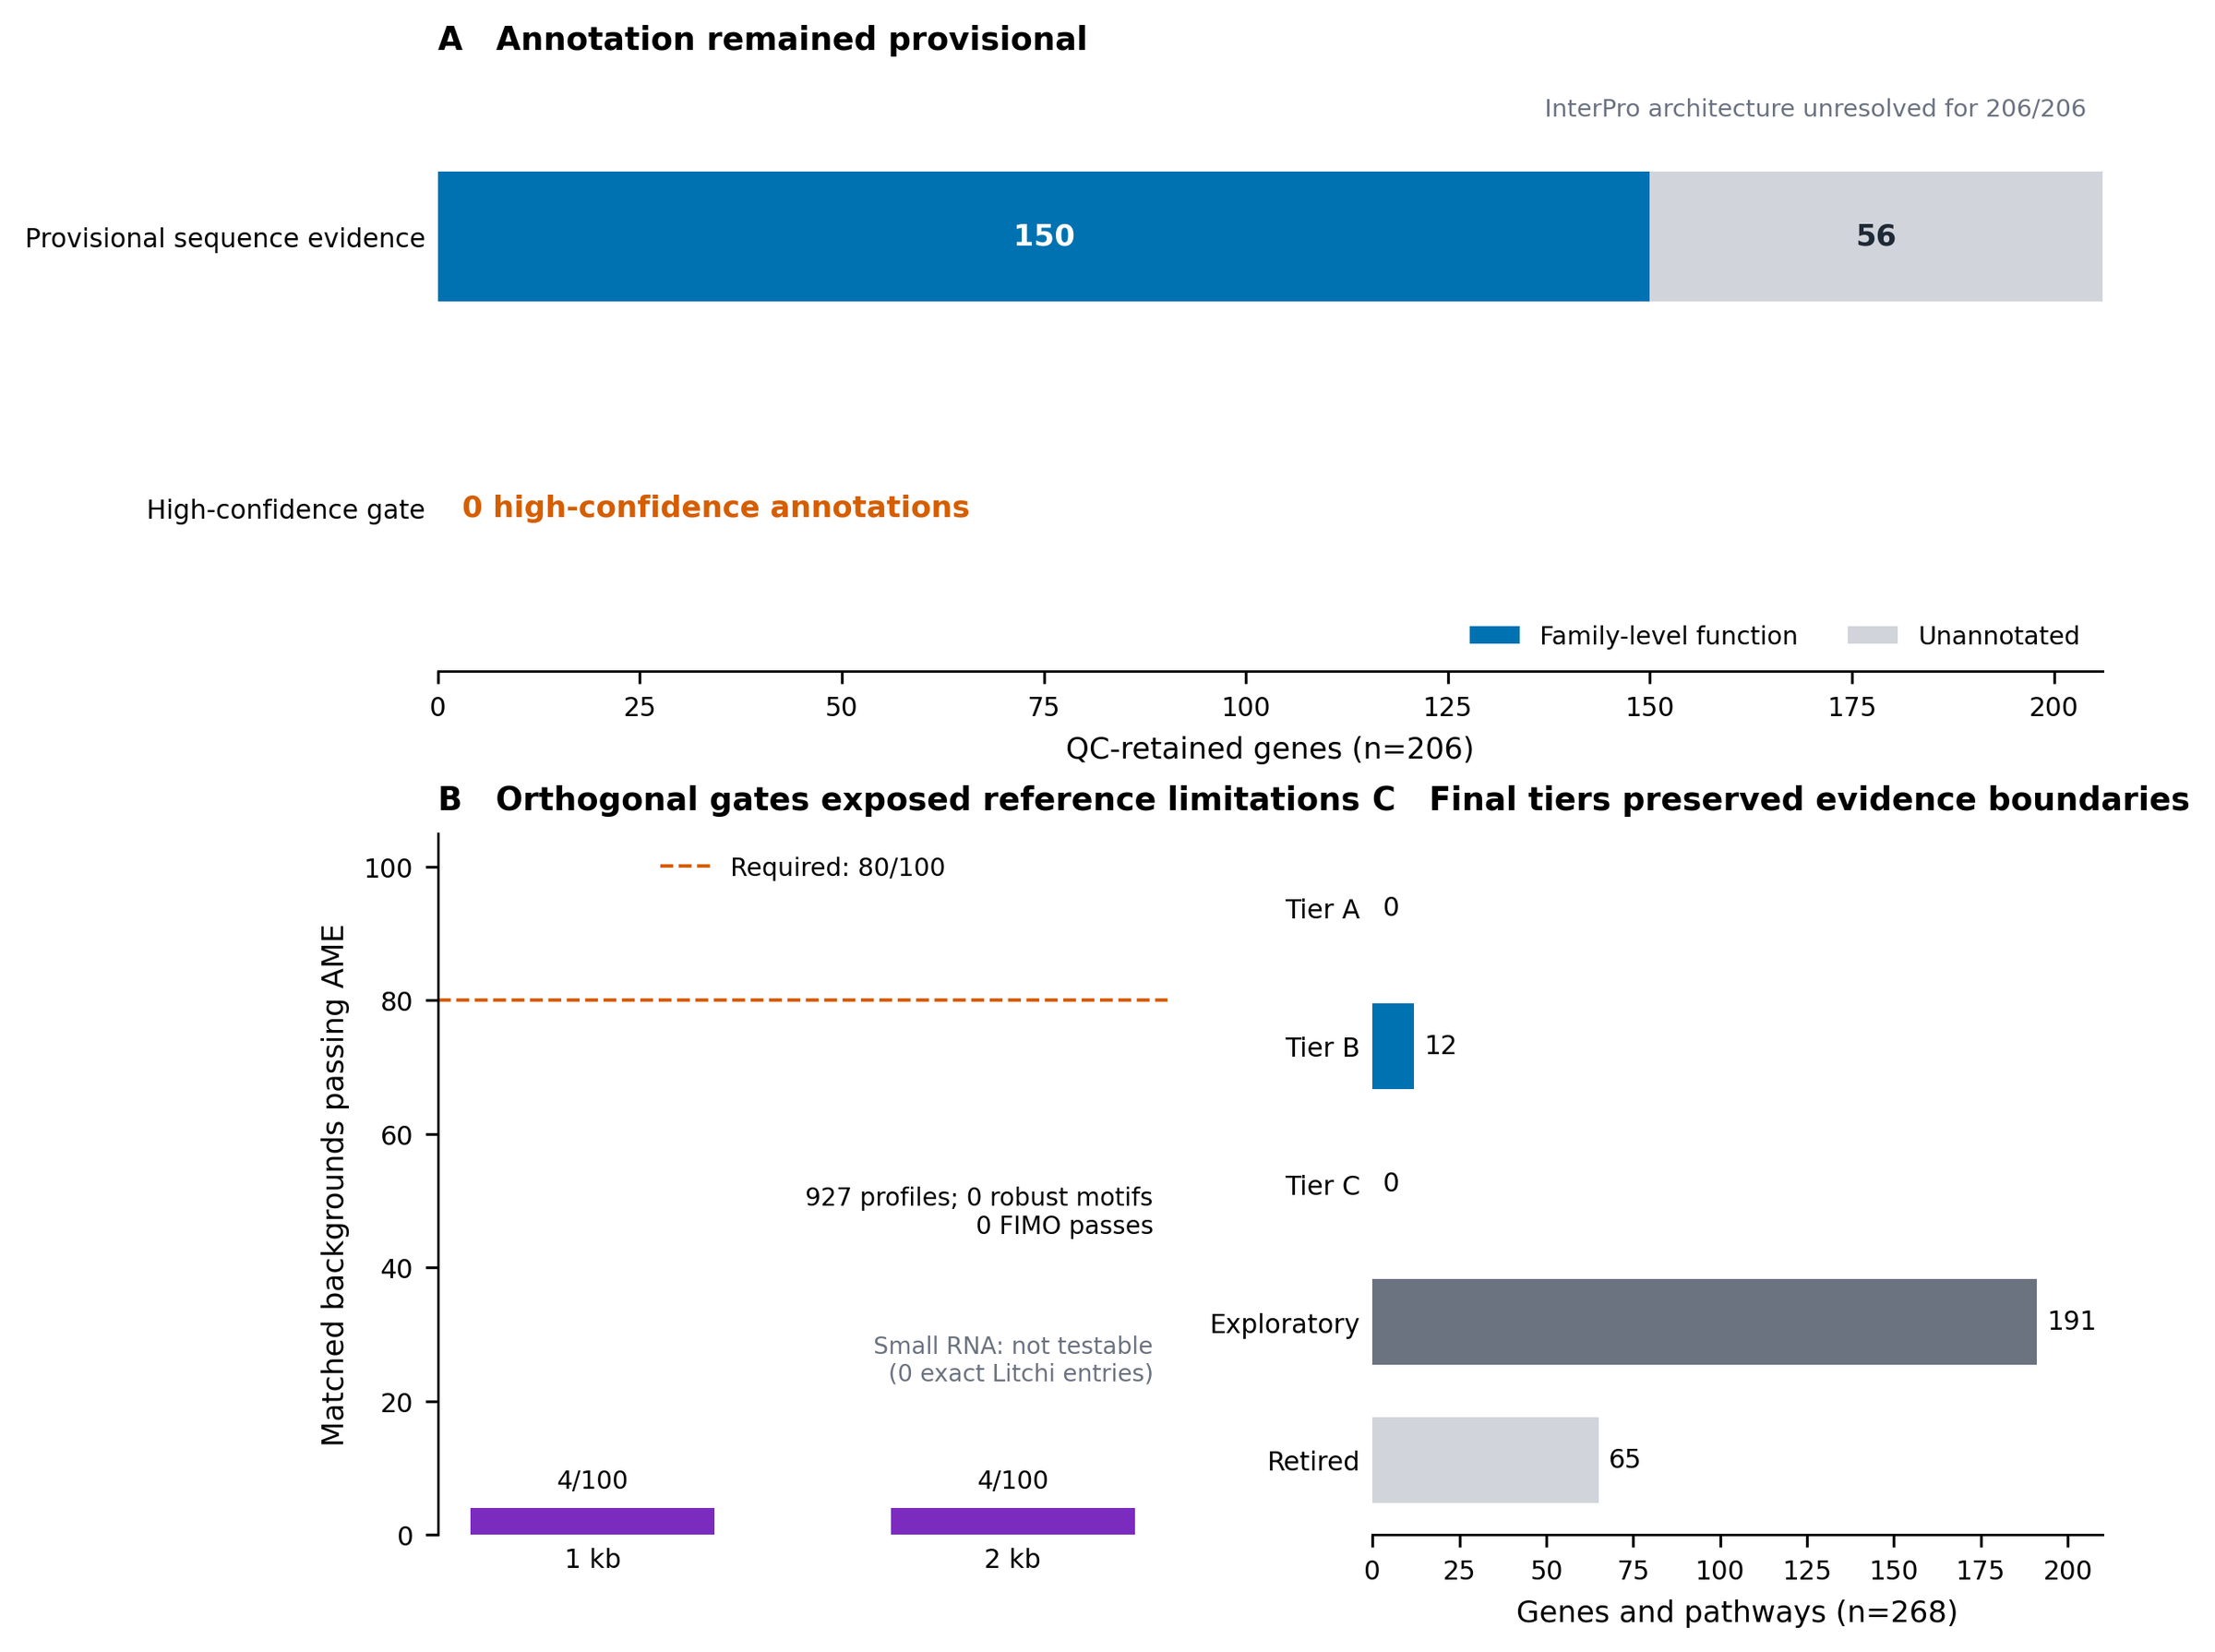 A Annotation remained provisional
InterPro architecture unresolved for 206/206
Provisional sequence evidence
150
56
High-confidence gate
0 high-confidence annotations
Family-level function
Unannotated
0 25 50 75 100 125 150 175 200
QC-retained genes (n=206)
B Orthogonal gates exposed reference limitations
Matched backgrounds passing AME
100
80
60
40
20
0
Required: 80/100
927 profiles; 0 robust motifs
0 FIMO passes
Small RNA: not testable
(0 exact Litchi entries)
4/100
4/100
1 kb
2 kb
C Final tiers preserved evidence boundaries
Tier A 0
Tier B 12
Tier C 0
Exploratory 191
Retired 65
0 25 50 75 100 125 150 175 200
Genes and pathways (n=268)